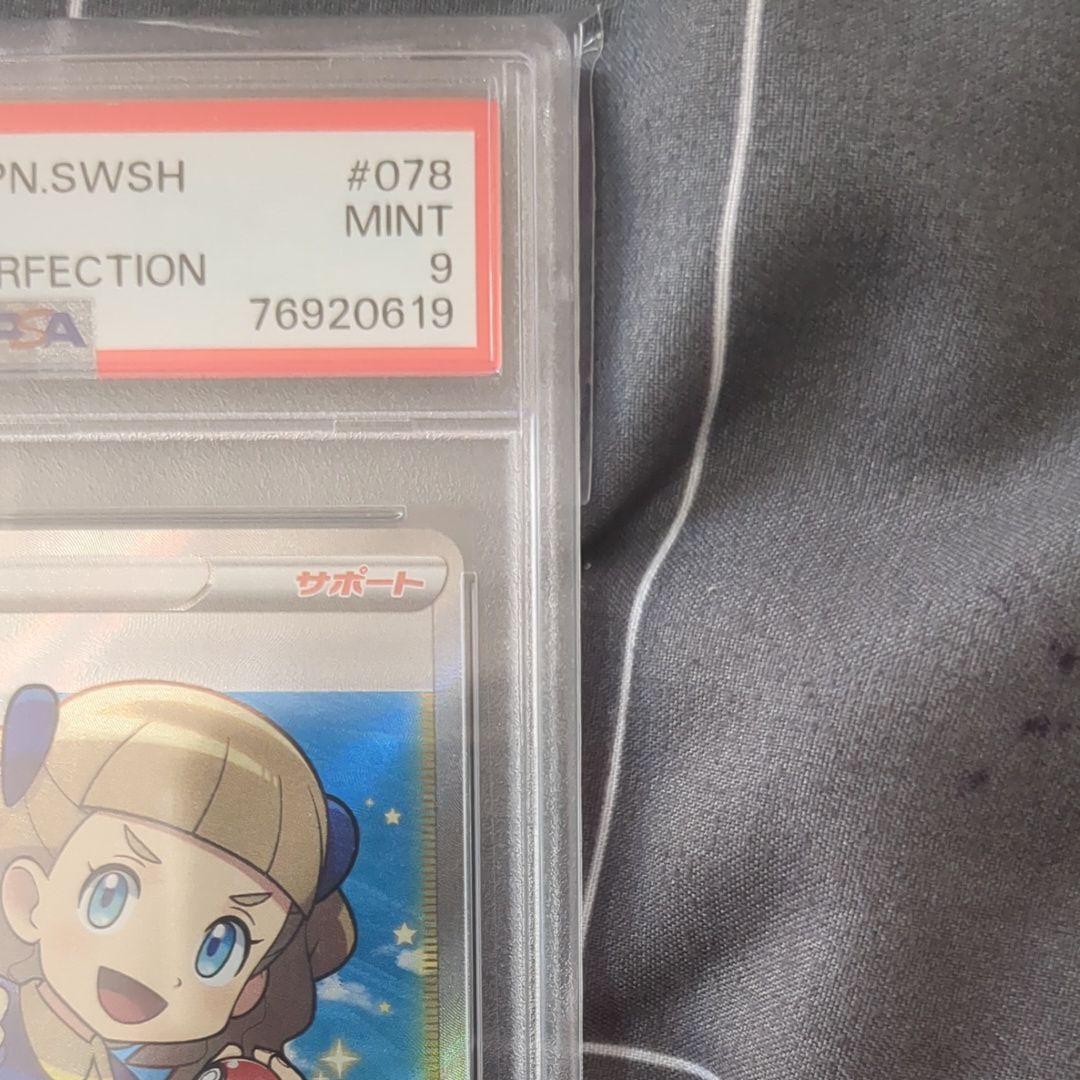 PN.SWSH #078
MINT
RFECTION 9
PSA 76920619
サポート